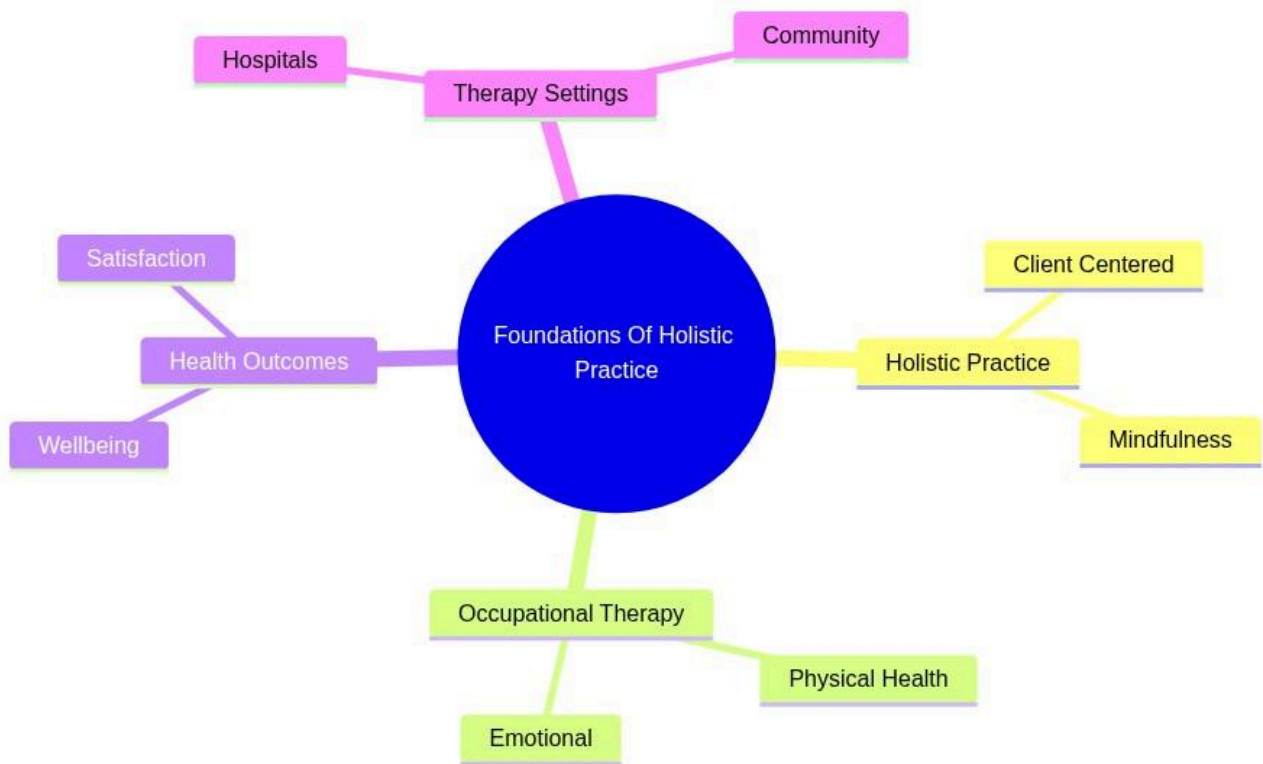 Community
Hospitals
Therapy Settings
Satisfaction
Client Centered
Foundations Of Holistic
Practice
Health Outcomes
Holistic Practice
Wellbeing
Mindfulness
Occupational Therapy
Physical Health
Emotional